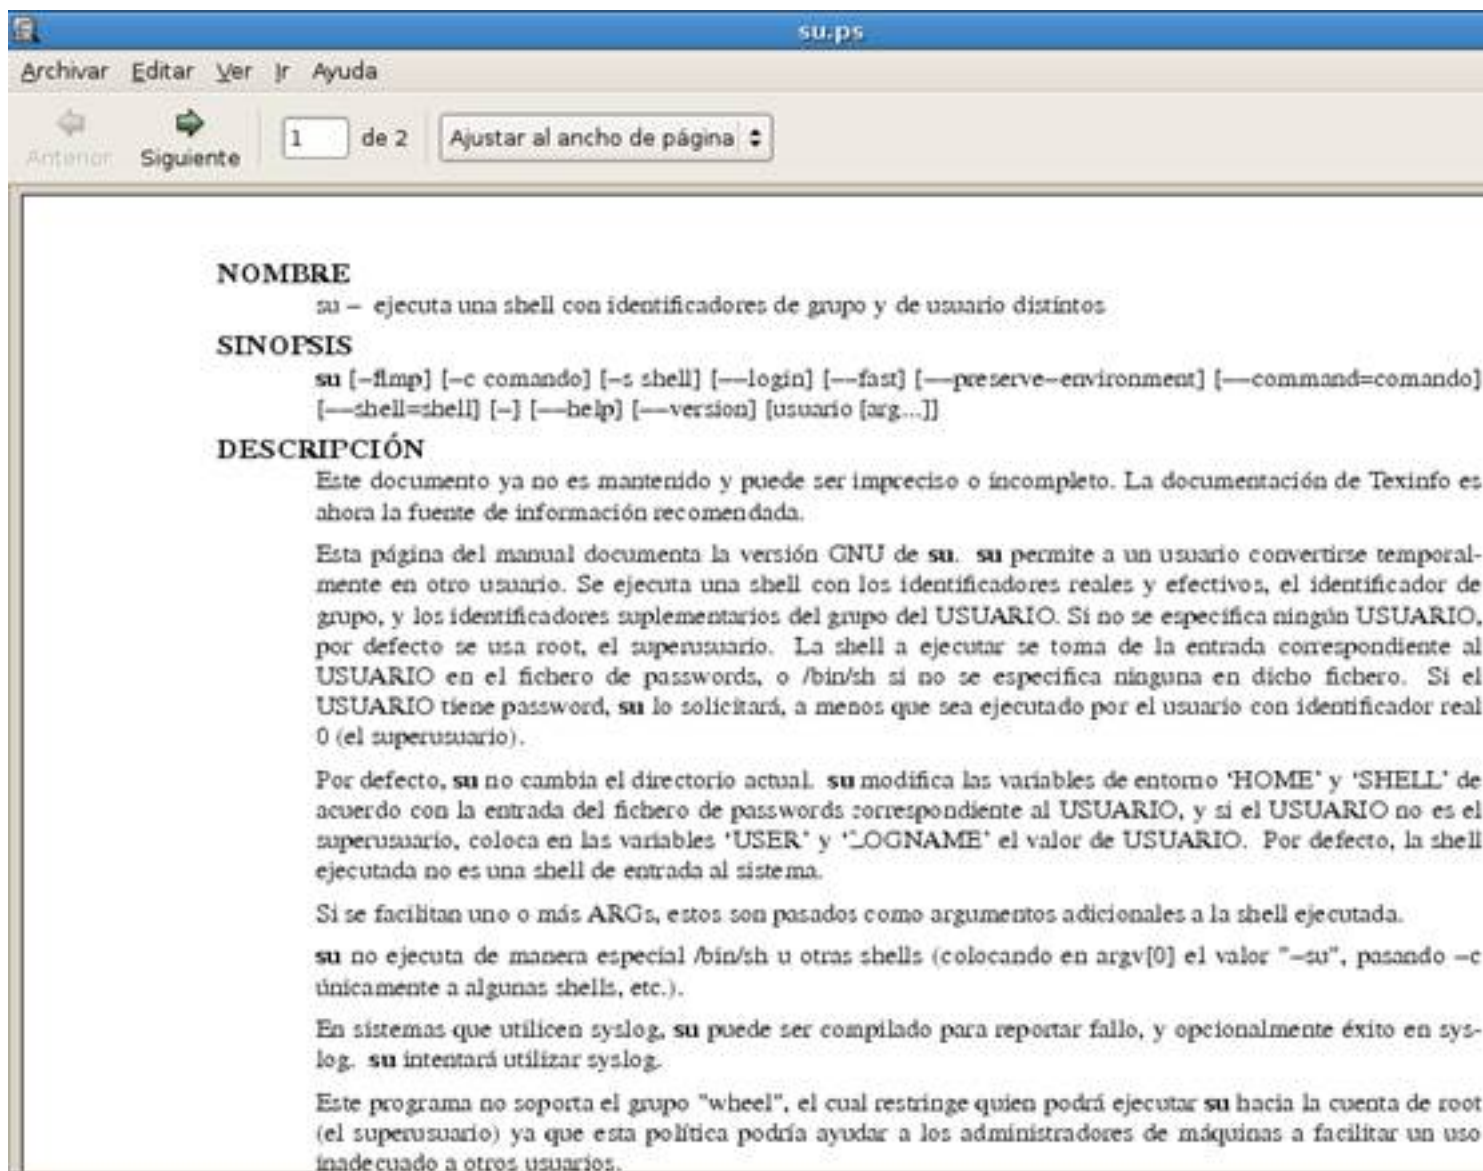 su.ps
Archivar Editar Ver Ir Ayuda
Anterior Siguiente 1 de 2 Ajustar al ancho de página
NOMBRE
su – ejecuta una shell con identificadores de grupo y de usuario distintos
SINOPSIS
su [–flmp] [–c comando] [–s shell] [––login] [––fast] [––preserve–environment] [––command=comando]
[––shell=shell] [–] [––help] [––version] [usuario [arg...]]
DESCRIPCIÓN
Este documento ya no es mantenido y puede ser impreciso o incompleto. La documentación de Texinfo es
ahora la fuente de información recomendada.
Esta página del manual documenta la versión GNU de su. su permite a un usuario convertirse temporal-
mente en otro usuario. Se ejecuta una shell con los identificadores reales y efectivos, el identificador de
grupo, y los identificadores suplementarios del grupo del USUARIO. Si no se especifica ningún USUARIO,
por defecto se usa root, el superusuario. La shell a ejecutar se toma de la entrada correspondiente al
USUARIO en el fichero de passwords, o /bin/sh si no se especifica ninguna en dicho fichero. Si el
USUARIO tiene password, su lo solicitará, a menos que sea ejecutado por el usuario con identificador real
0 (el superusuario).
Por defecto, su no cambia el directorio actual. su modifica las variables de entorno ‘HOME’ y ‘SHELL’ de
acuerdo con la entrada del fichero de passwords correspondiente al USUARIO, y si el USUARIO no es el
superusuario, coloca en las variables ‘USER’ y ‘LOGNAME’ el valor de USUARIO. Por defecto, la shell
ejecutada no es una shell de entrada al sistema.
Si se facilitan uno o más ARGs, estos son pasados como argumentos adicionales a la shell ejecutada.
su no ejecuta de manera especial /bin/sh u otras shells (colocando en argv[0] el valor "–su", pasando –c
únicamente a algunas shells, etc.).
En sistemas que utilicen syslog, su puede ser compilado para reportar fallo, y opcionalmente éxito en sys-
log. su intentará utilizar syslog.
Este programa no soporta el grupo "wheel", el cual restringe quien podrá ejecutar su hacia la cuenta de root
(el superusuario) ya que esta política podría ayudar a los administradores de máquinas a facilitar un uso
inadecuado a otros usuarios.